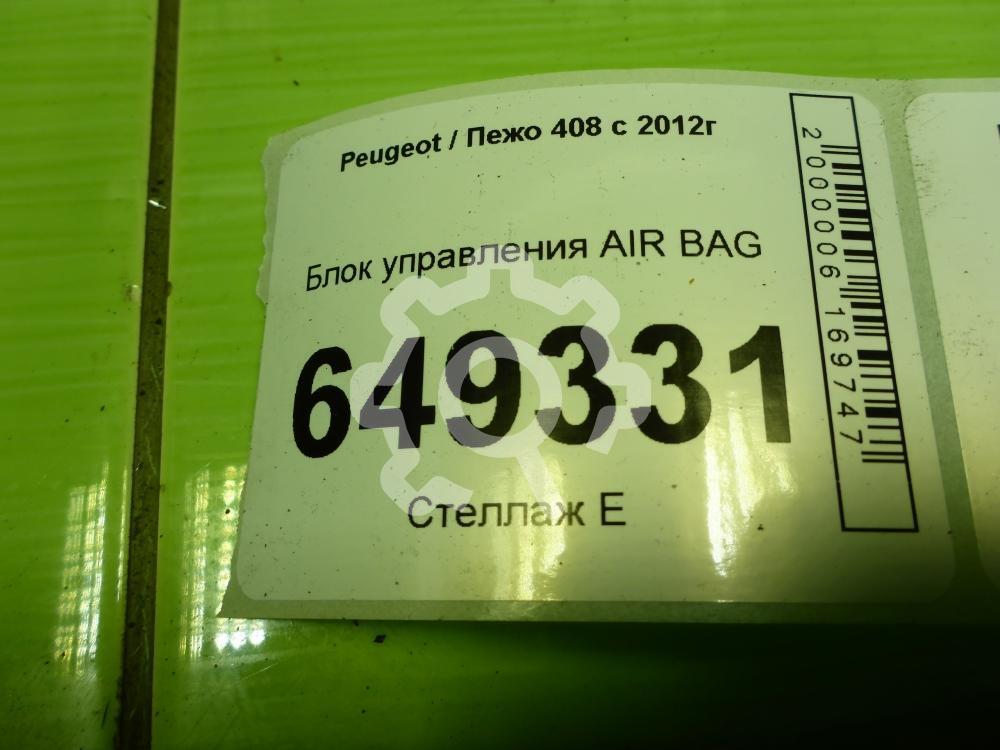 Peugeot / Пежо 408 с 2012г
Блок управления AIR BAG
649331
Стеллаж Е
2000006169747